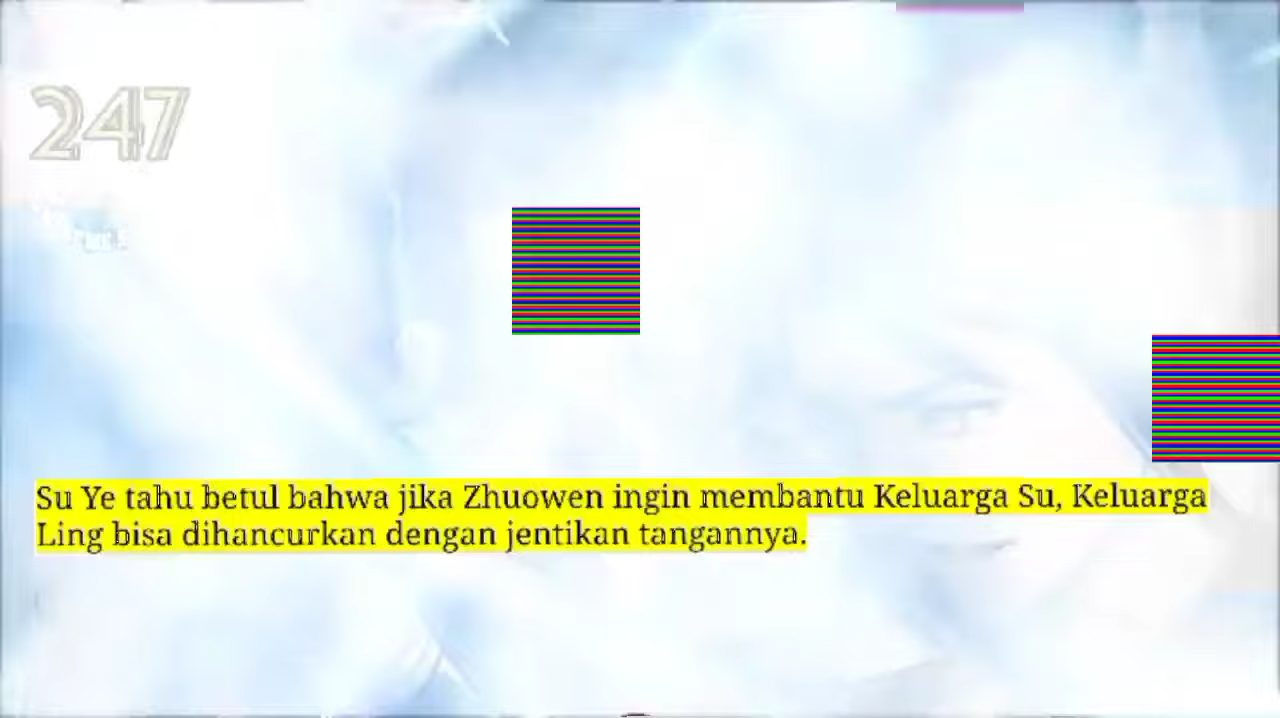 247
Su Ye tahu betul bahwa jika Zhuowen ingin membantu Keluarga Su, Keluarga
Ling bisa dihancurkan dengan jentikan tangannya.